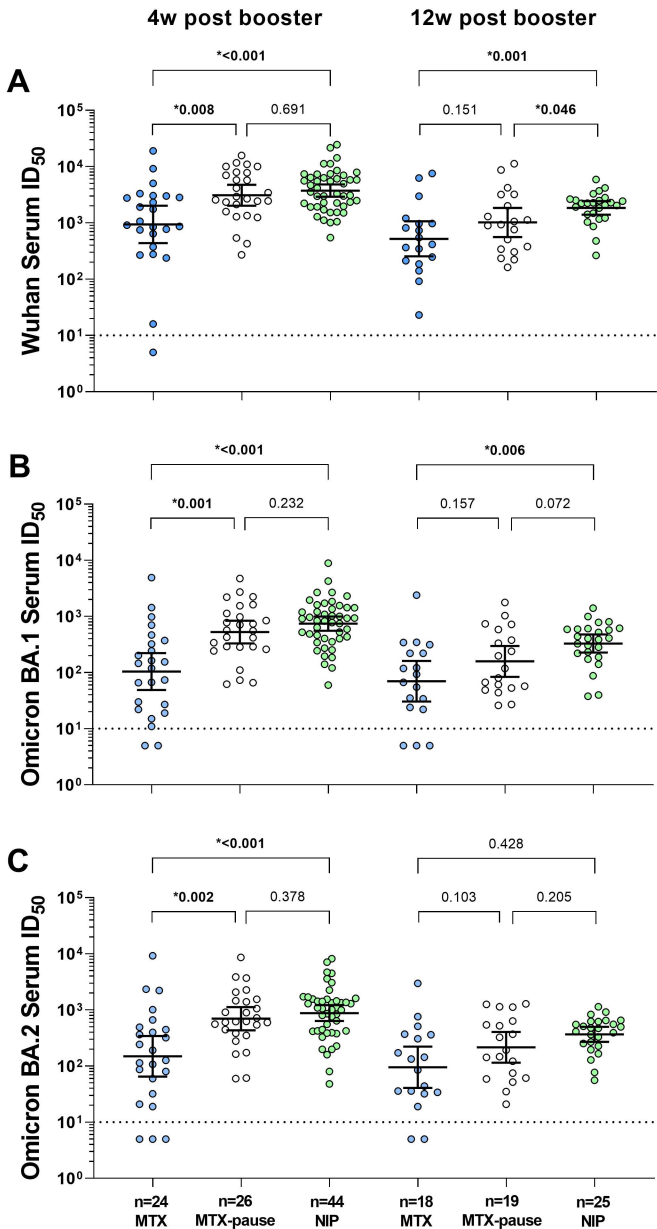 4w post booster 12w post booster
A
*<0.001 *0.001
*0.008 0.691 0.151 *0.046
Wuhan Serum ID50
10^5
10^4
10^3
10^2
10^1
10^0
B
*<0.001 *0.006
*0.001 0.232 0.157 0.072
Omicron BA.1 Serum ID50
10^5
10^4
10^3
10^2
10^1
10^0
C
*<0.001 0.428
*0.002 0.378 0.103 0.205
Omicron BA.2 Serum ID50
10^5
10^4
10^3
10^2
10^1
10^0
n=24 n=26 n=44 n=18 n=19 n=25
MTX MTX-pause NIP MTX MTX-pause NIP